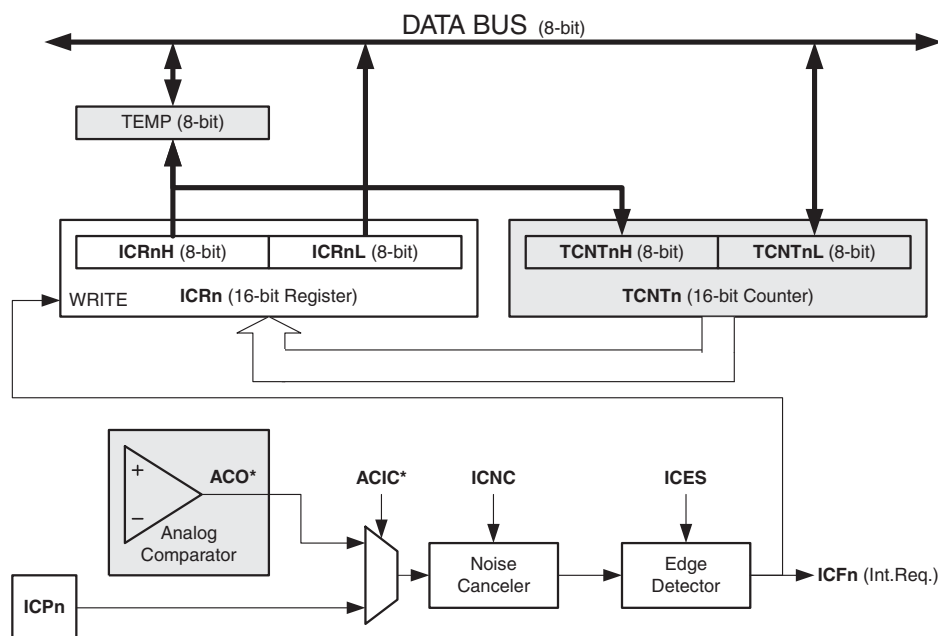 DATA BUS (8-bit)
TEMP (8-bit)
ICRnH (8-bit)
ICRnL (8-bit)
TCNTnH (8-bit)
TCNTnL (8-bit)
WRITE
ICRn (16-bit Register)
TCNTn (16-bit Counter)
+
−
ACO*
Analog
Comparator
ACIC*
ICNC
ICES
Noise
Canceler
Edge
Detector
ICFn (Int.Req.)
ICPn